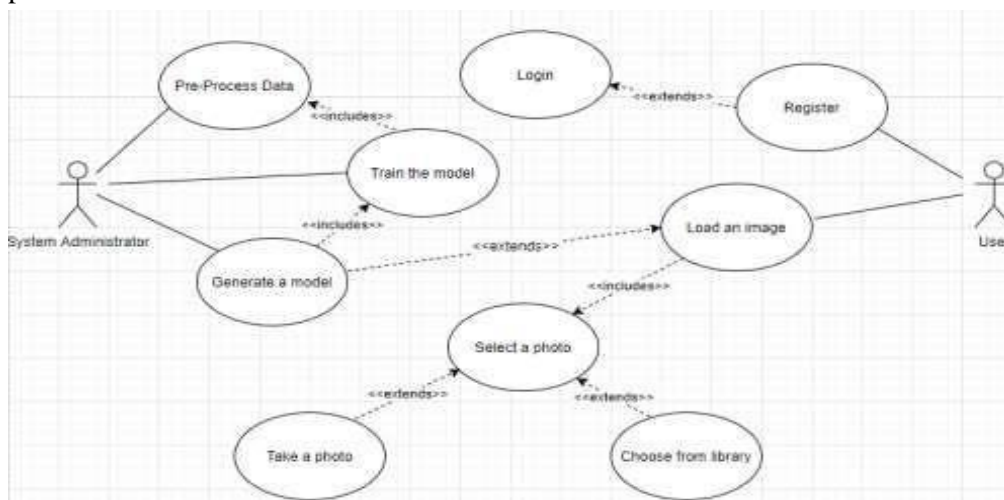 Login
Pre-Process Data
<<extends>>
Register
<<includes>>
Train the model
<<includes>>
Load an image
System Administrator
<<extends>>
Use
Generate a model
<<includes>>
Select a photo
<<extends>>
<<extends>>
Take a photo
Choose from library